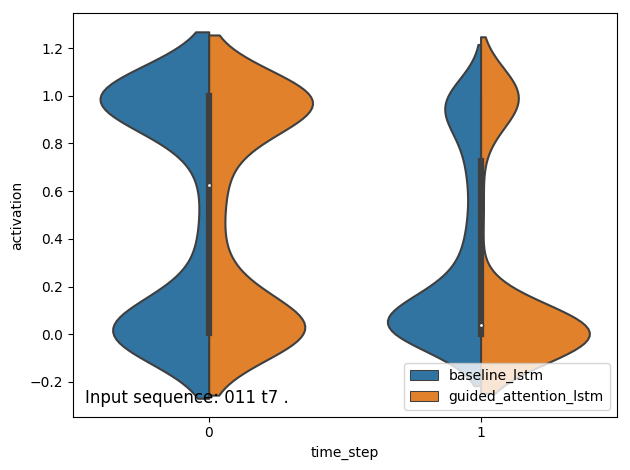 1.2
1.0
0.8
0.6
0.4
0.2
0.0
−0.2
activation
Input sequence: 011 t7 .
baseline_lstm
guided_attention_lstm
0
1
time_step